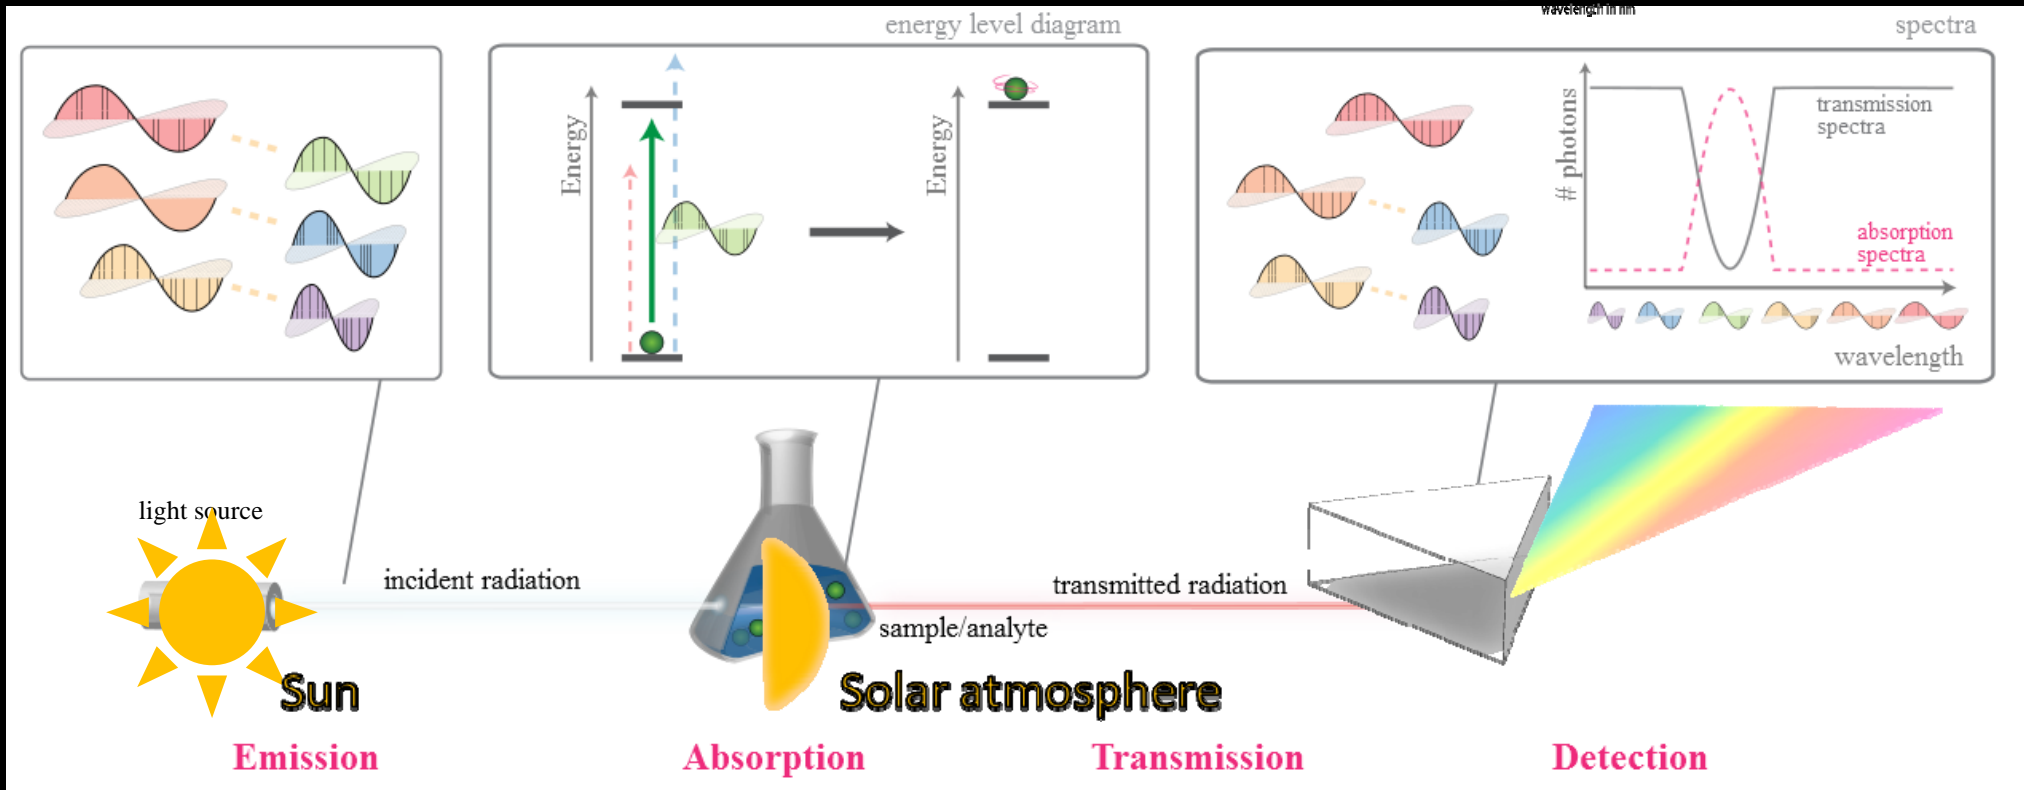 wavelength in nm
energy level diagram
spectra
Energy
Energy
# photons
transmission
spectra
absorption
spectra
wavelength
light source
incident radiation
transmitted radiation
sample/analyte
Sun
Solar atmosphere
Emission
Absorption
Transmission
Detection